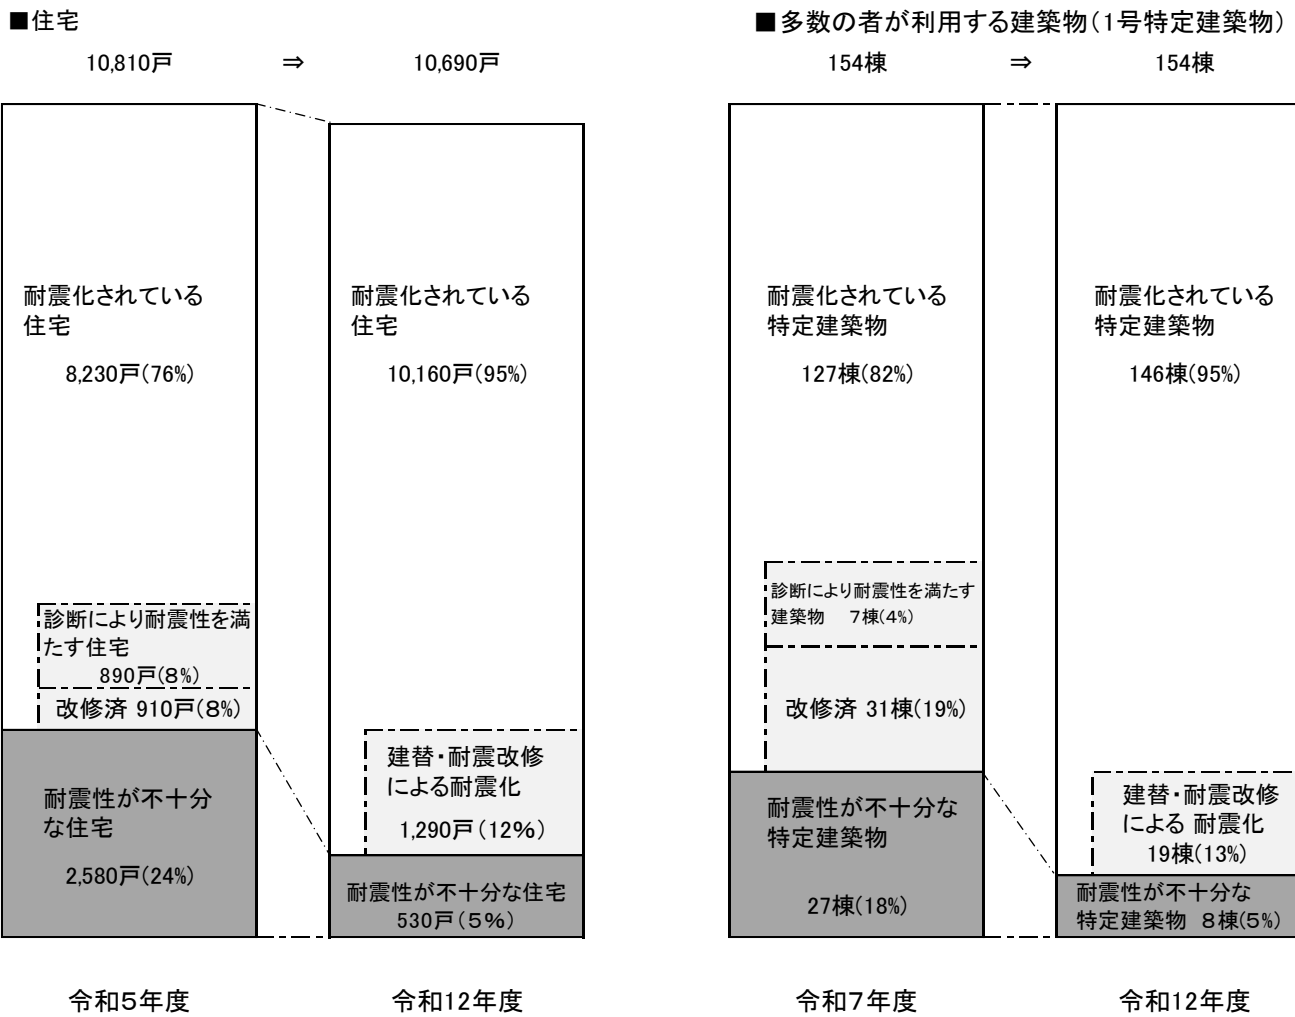 ■住宅
10,810戸 ⇒ 10,690戸
耐震化されている
住宅
8,230戸(76%)
診断により耐震性を満
たす住宅
890戸(8%)
改修済 910戸(8%)
耐震性が不十分
な住宅
2,580戸(24%)
令和5年度
耐震化されている
住宅
10,160戸(95%)
建替・耐震改修
による耐震化
1,290戸(12%)
耐震性が不十分な住宅
530戸(5%)
令和12年度
■多数の者が利用する建築物(1号特定建築物)
154棟 ⇒ 154棟
耐震化されている
特定建築物
127棟(82%)
診断により耐震性を満たす
建築物 7棟(4%)
改修済 31棟(19%)
耐震性が不十分な
特定建築物
27棟(18%)
令和7年度
耐震化されている
特定建築物
146棟(95%)
建替・耐震改修
による 耐震化
19棟(13%)
耐震性が不十分な
特定建築物 8棟(5%)
令和12年度